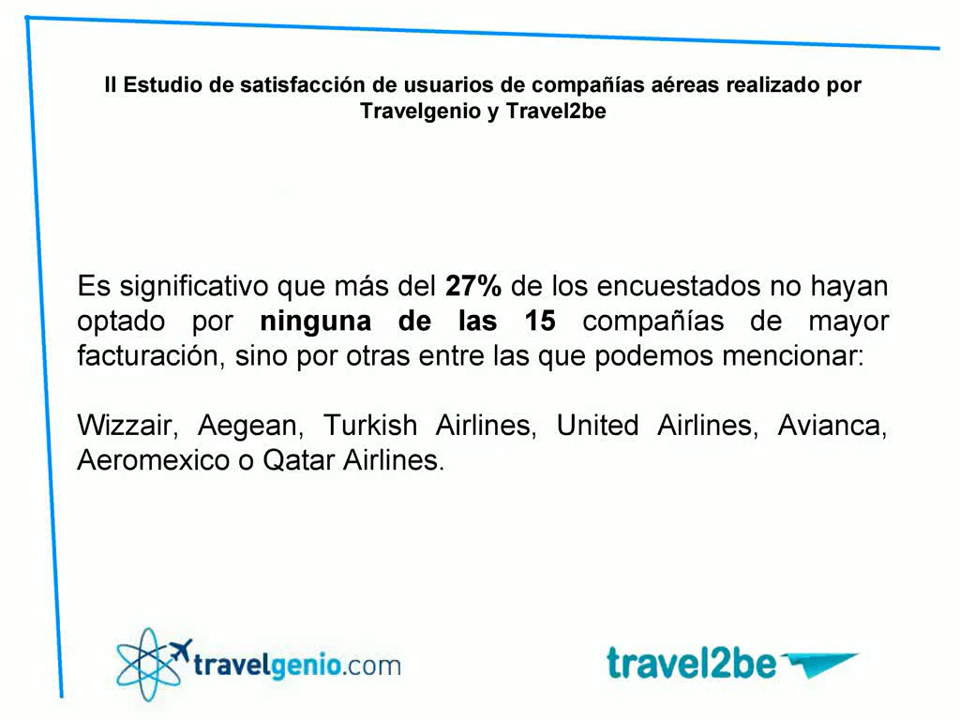 II Estudio de satisfacción de usuarios de compañías aéreas realizado por
Travelgenio y Travel2be
Es significativo que más del 27% de los encuestados no hayan
optado por ninguna de las 15 compañías de mayor
facturación, sino por otras entre las que podemos mencionar:
Wizzair, Aegean, Turkish Airlines, United Airlines, Avianca,
Aeromexico o Qatar Airlines.
travelgenio.com
travel2be